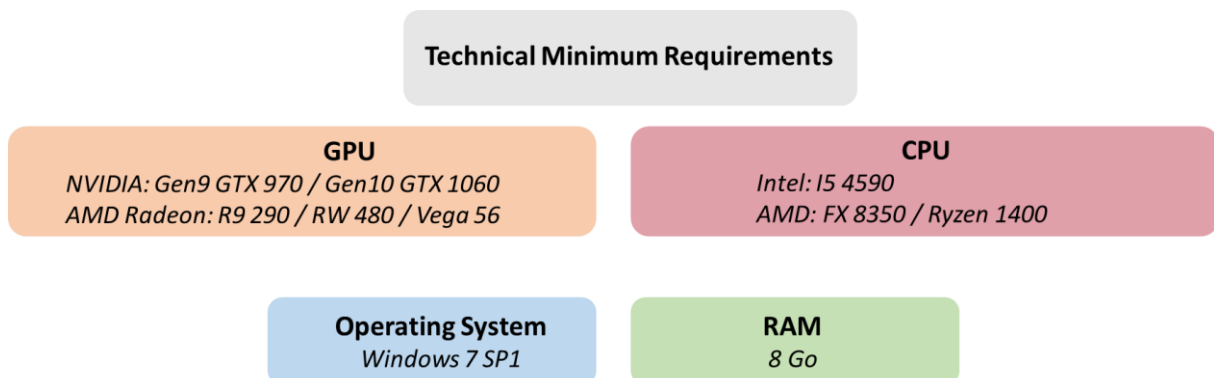 Technical Minimum Requirements
GPU
NVIDIA: Gen9 GTX 970 / Gen10 GTX 1060
AMD Radeon: R9 290 / RW 480 / Vega 56
CPU
Intel: I5 4590
AMD: FX 8350 / Ryzen 1400
Operating System
Windows 7 SP1
RAM
8 Go